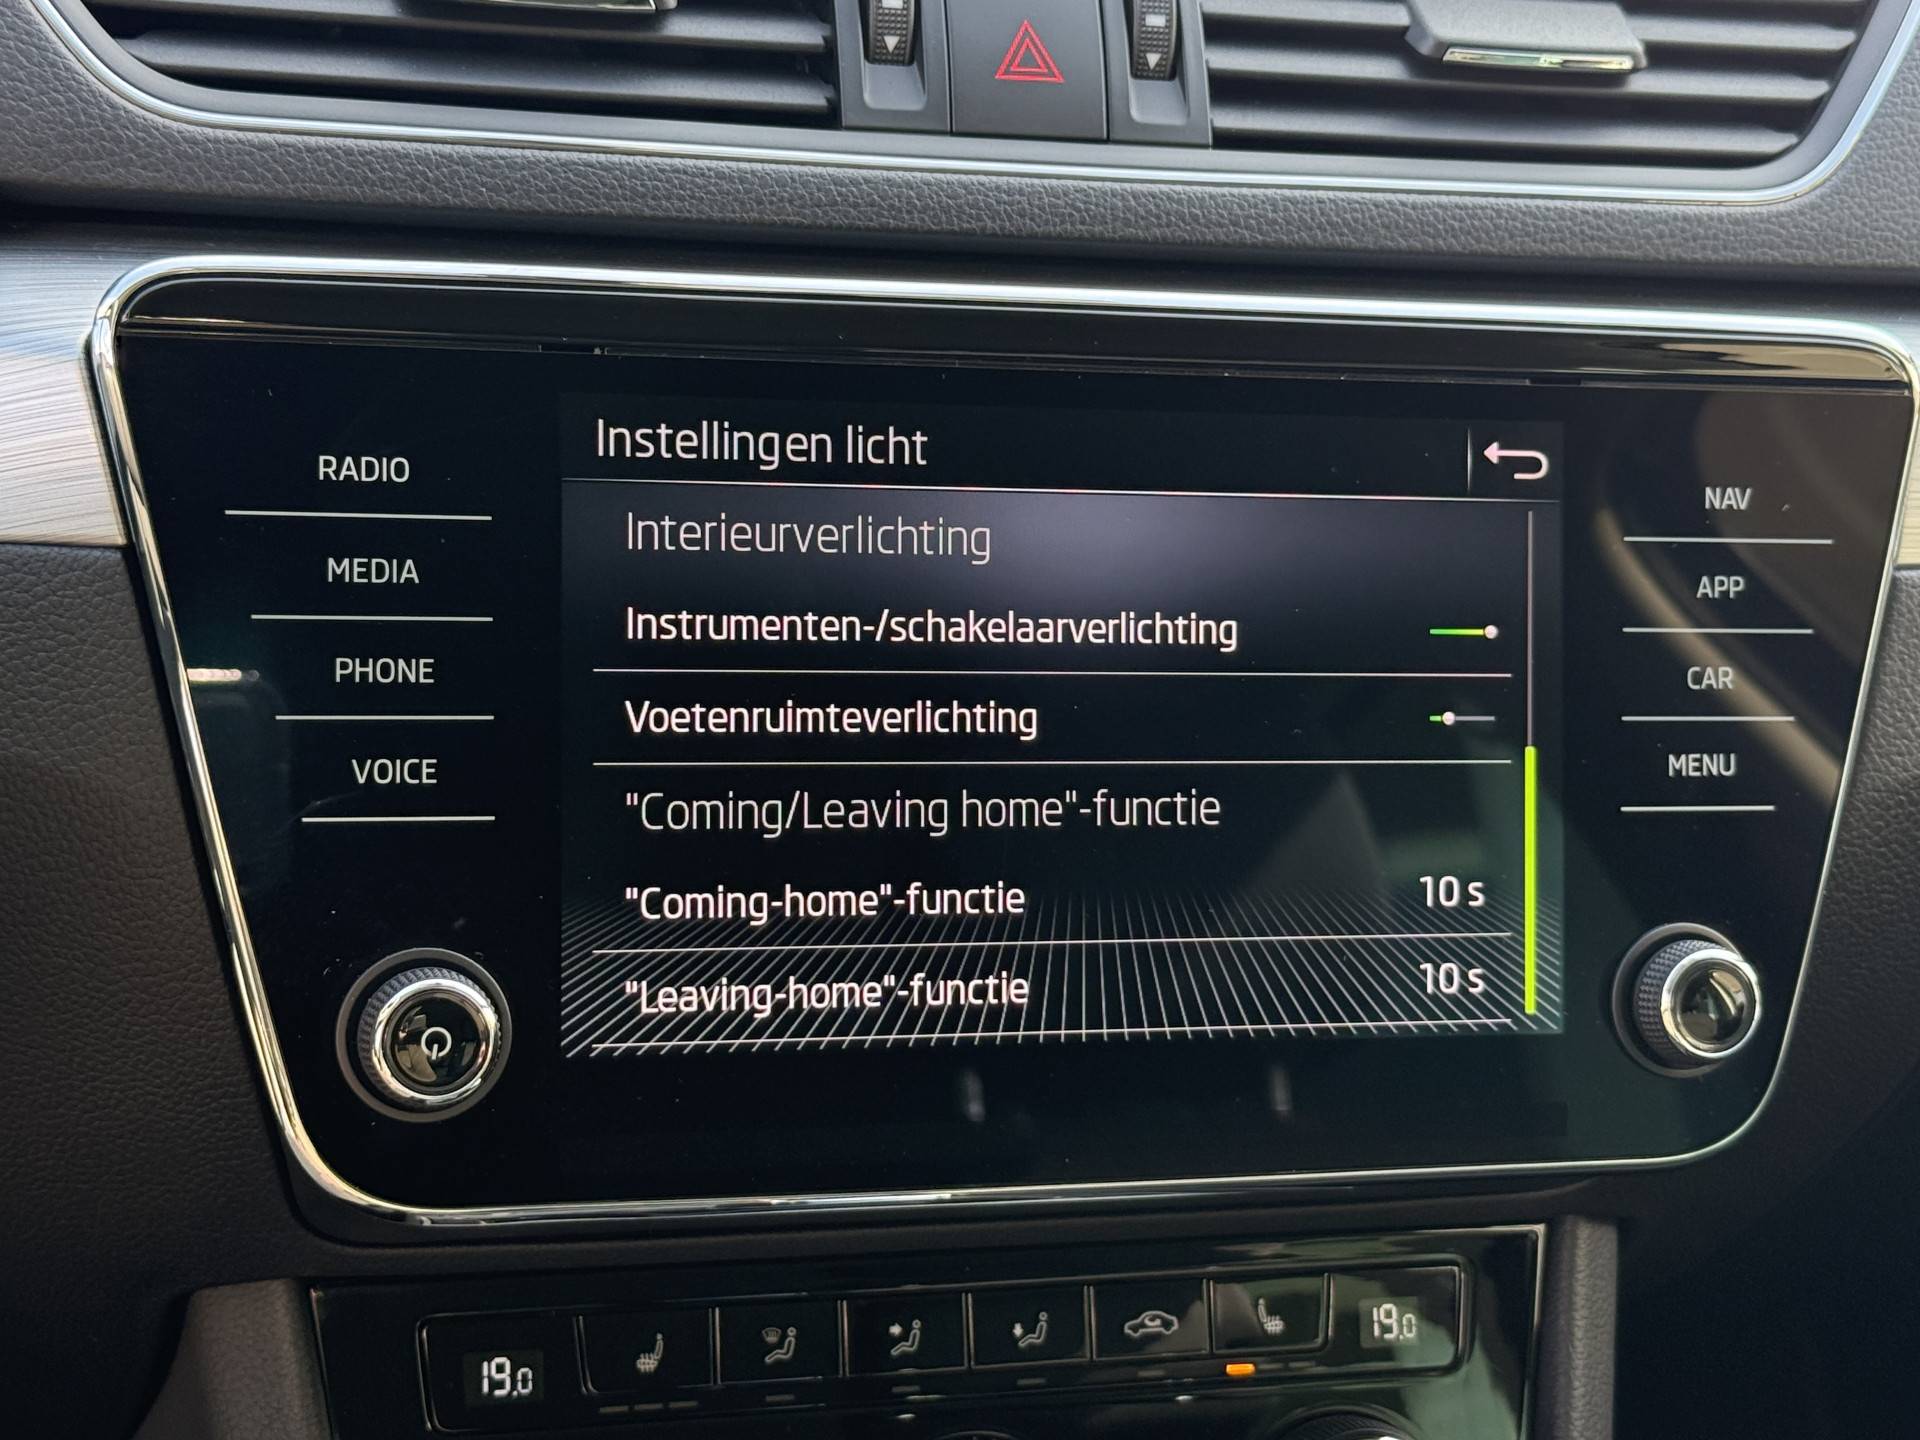 Instellingen licht
RADIO
MEDIA
PHONE
VOICE
Interieurverlichting
Instrumenten-/schakelaarverlichting
Voetenruimteverlichting
"Coming/Leaving home"-functie
"Coming-home"-functie 10 s
"Leaving-home"-functie 10 s
NAV
APP
CAR
MENU
19.0
19.0